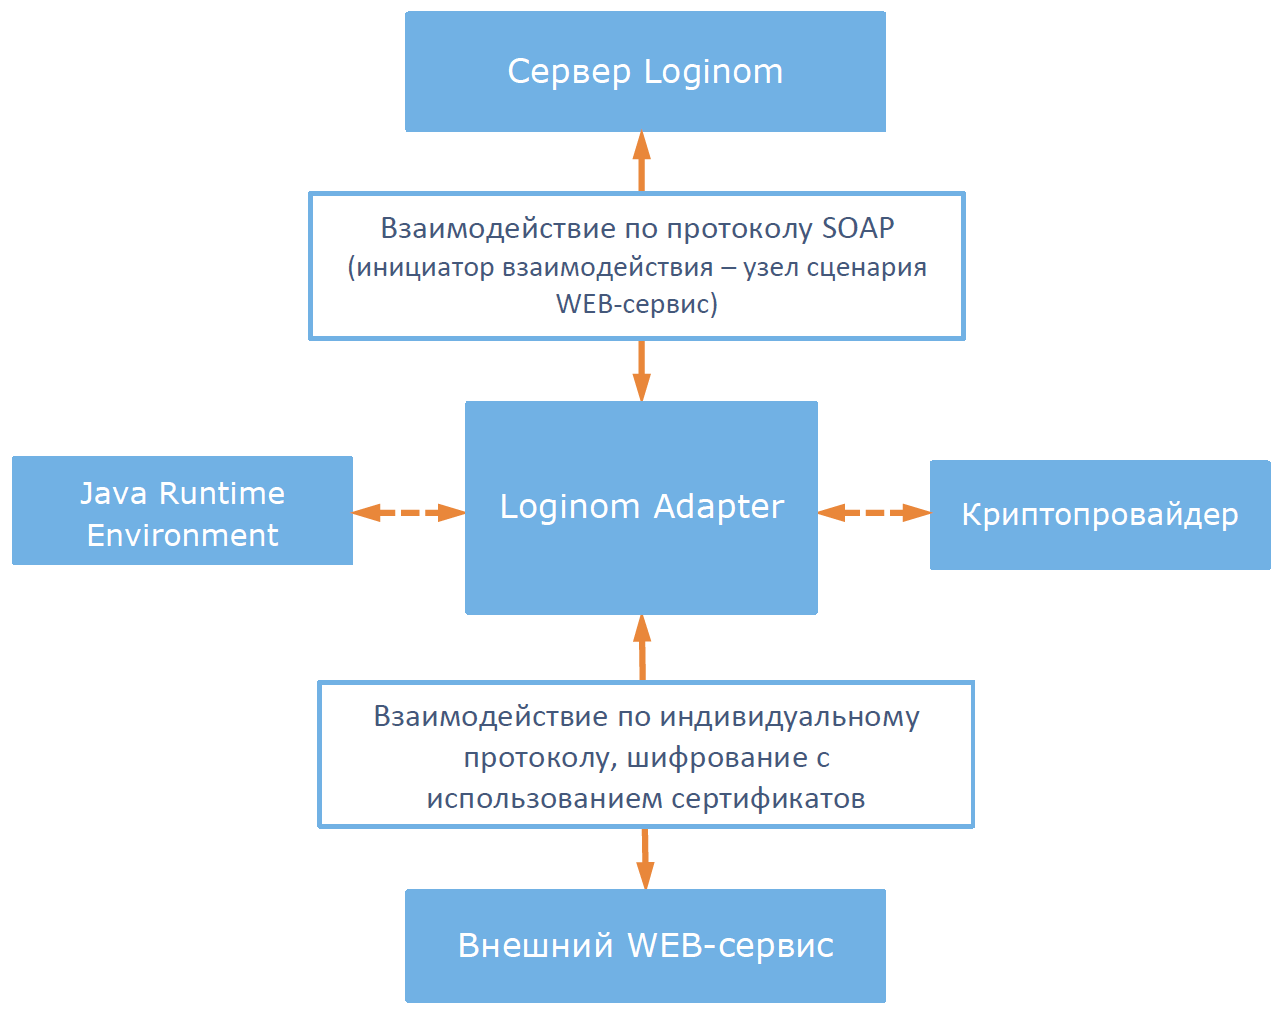 Сервер Loginom
Взаимодействие по протоколу SOAP
(инициатор взаимодействия – узел сценария
WEB-сервис)
Java Runtime
Environment
Loginom Adapter
Криптопровайдер
Взаимодействие по индивидуальному
протоколу, шифрование с
использованием сертификатов
Внешний WEB-сервис